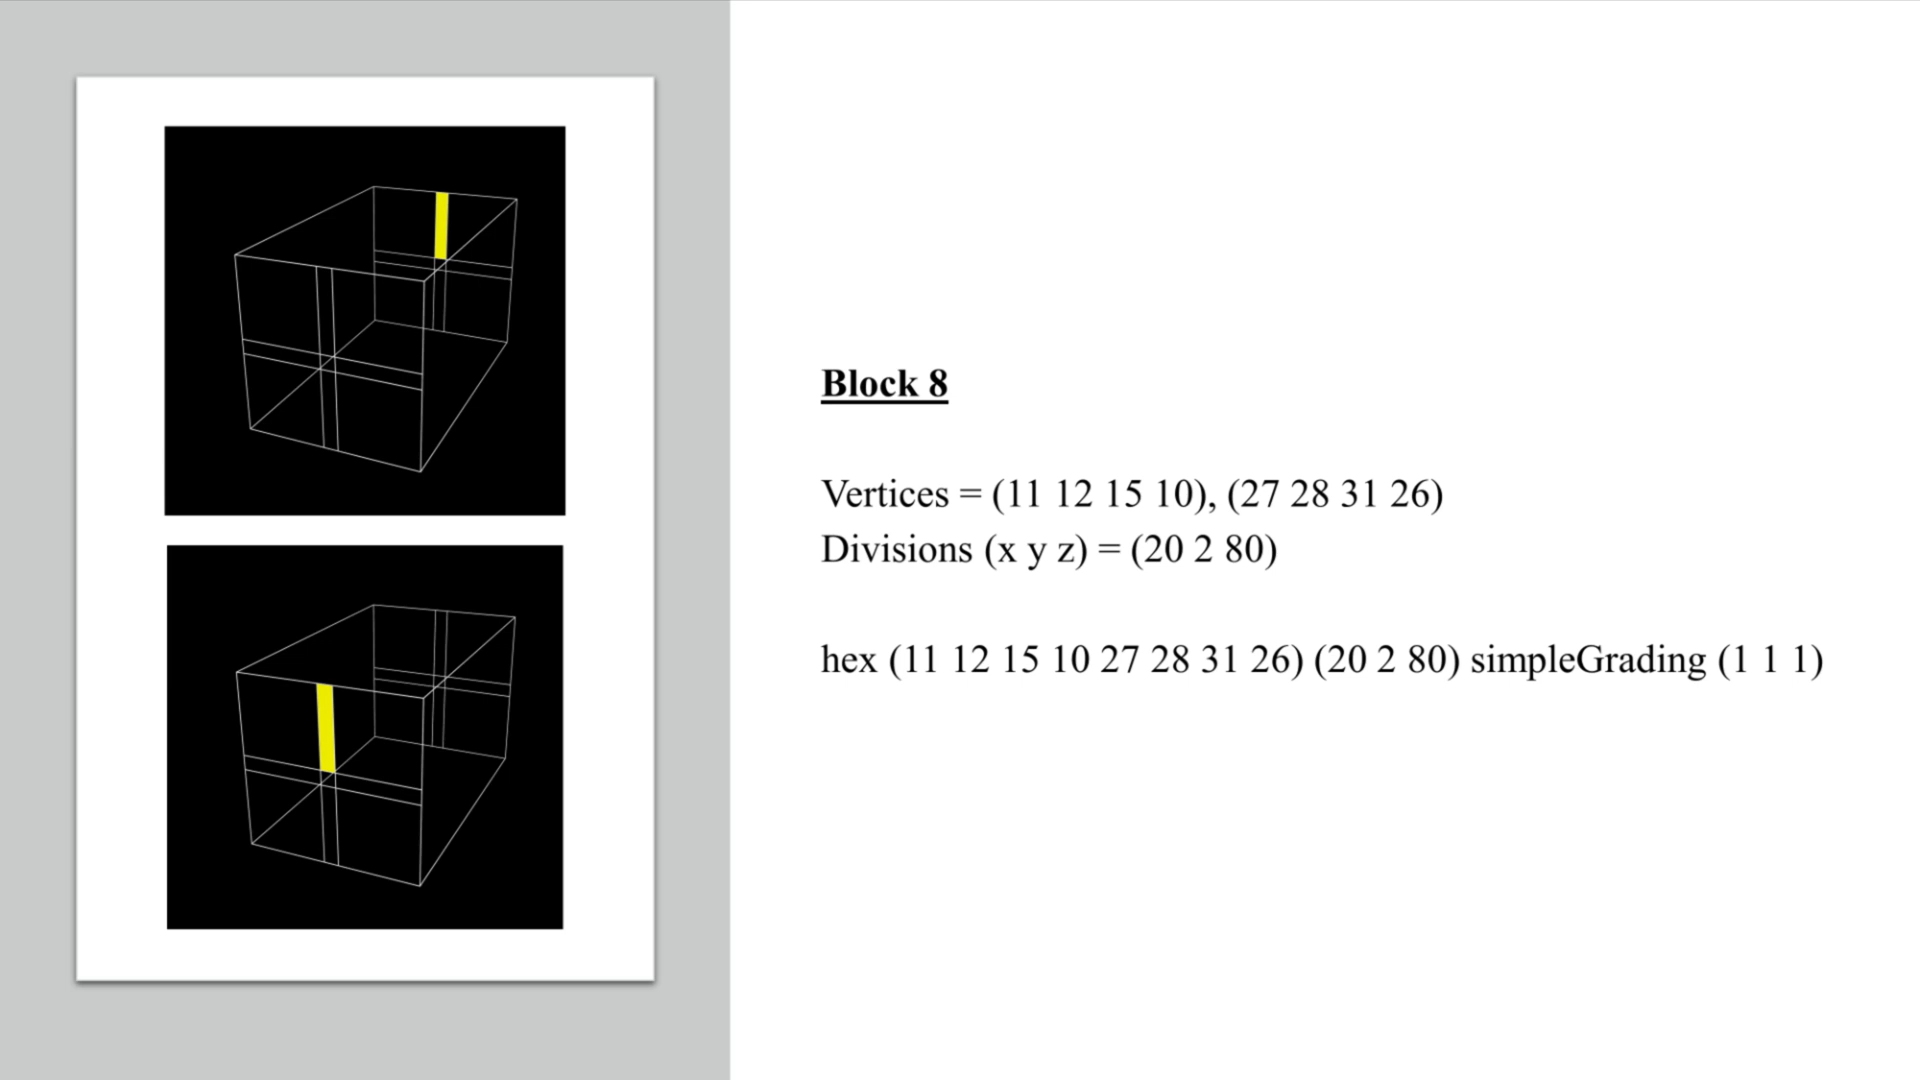 Block 8
Vertices = (11 12 15 10), (27 28 31 26)
Divisions (x y z) = (20 2 80)
hex (11 12 15 10 27 28 31 26) (20 2 80) simpleGrading (1 1 1)